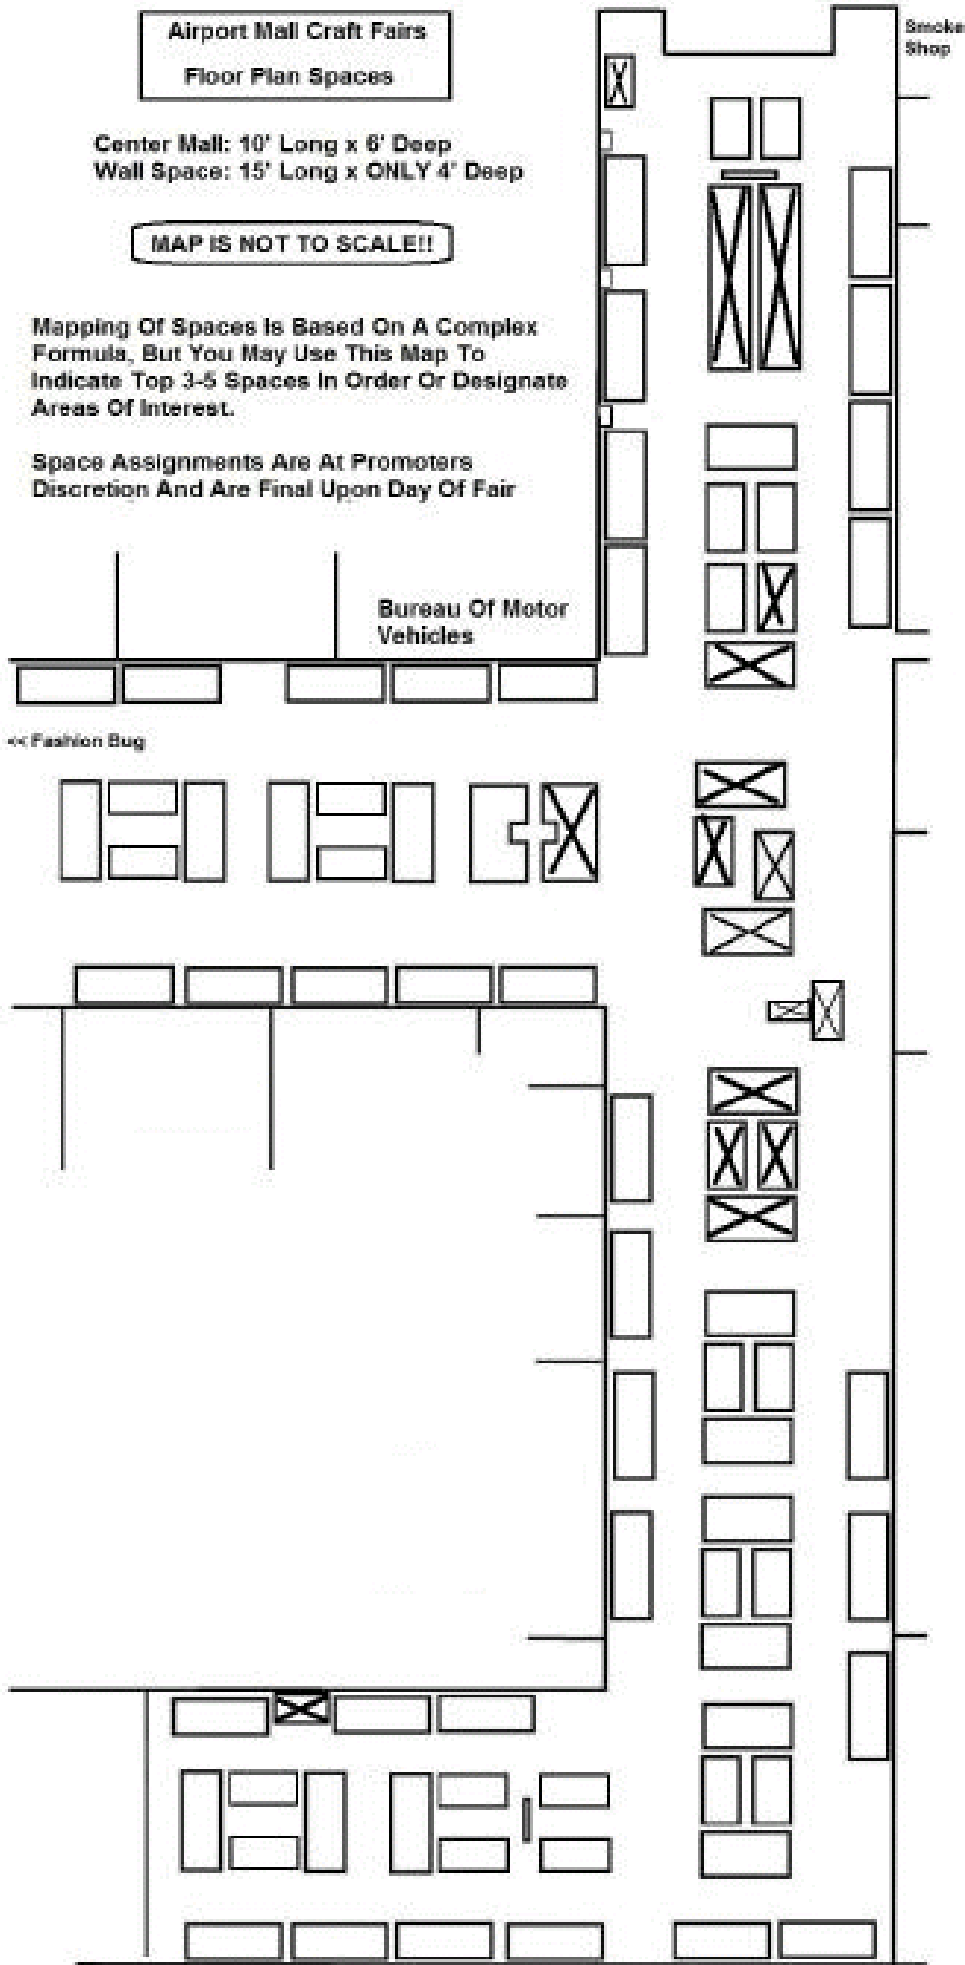 Airport Mall Craft Fairs
Floor Plan Spaces
Smoke
Shop
Center Mall: 10' Long x 6' Deep
Wall Space: 15' Long x ONLY 4' Deep
MAP IS NOT TO SCALE!!
Mapping Of Spaces Is Based On A Complex
Formula, But You May Use This Map To
Indicate Top 3-5 Spaces In Order Or Designate
Areas Of Interest.
Space Assignments Are At Promoters
Discretion And Are Final Upon Day Of Fair
Bureau Of Motor
Vehicles
<< Fashion Bug